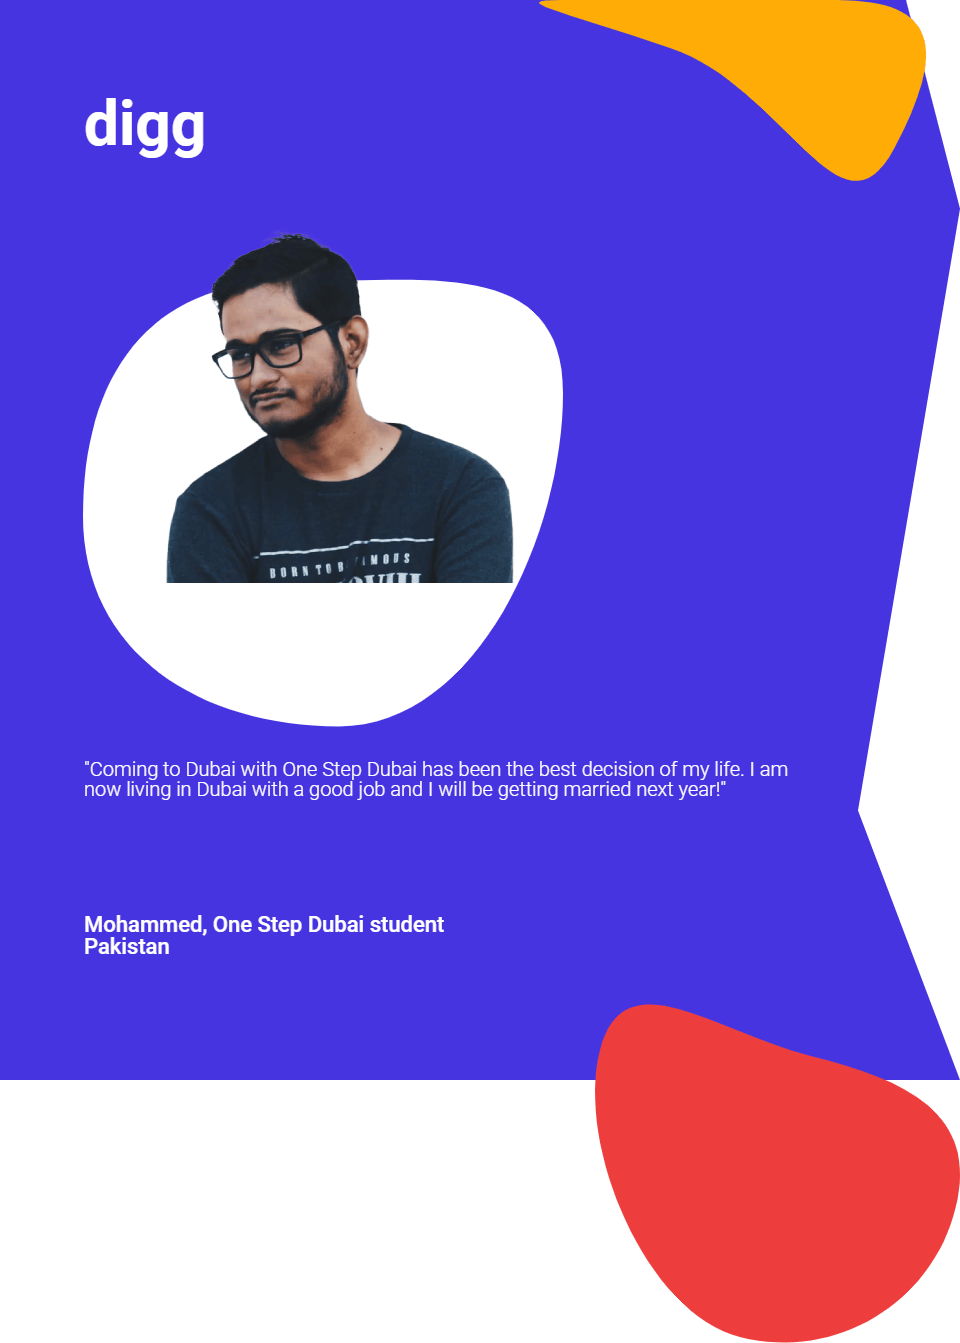 digg
BORN TO B
AMOUS
"Coming to Dubai with One Step Dubai has been the best decision of my life. I am
now living in Dubai with a good job and I will be getting married next year!"
Mohammed, One Step Dubai student
Pakistan